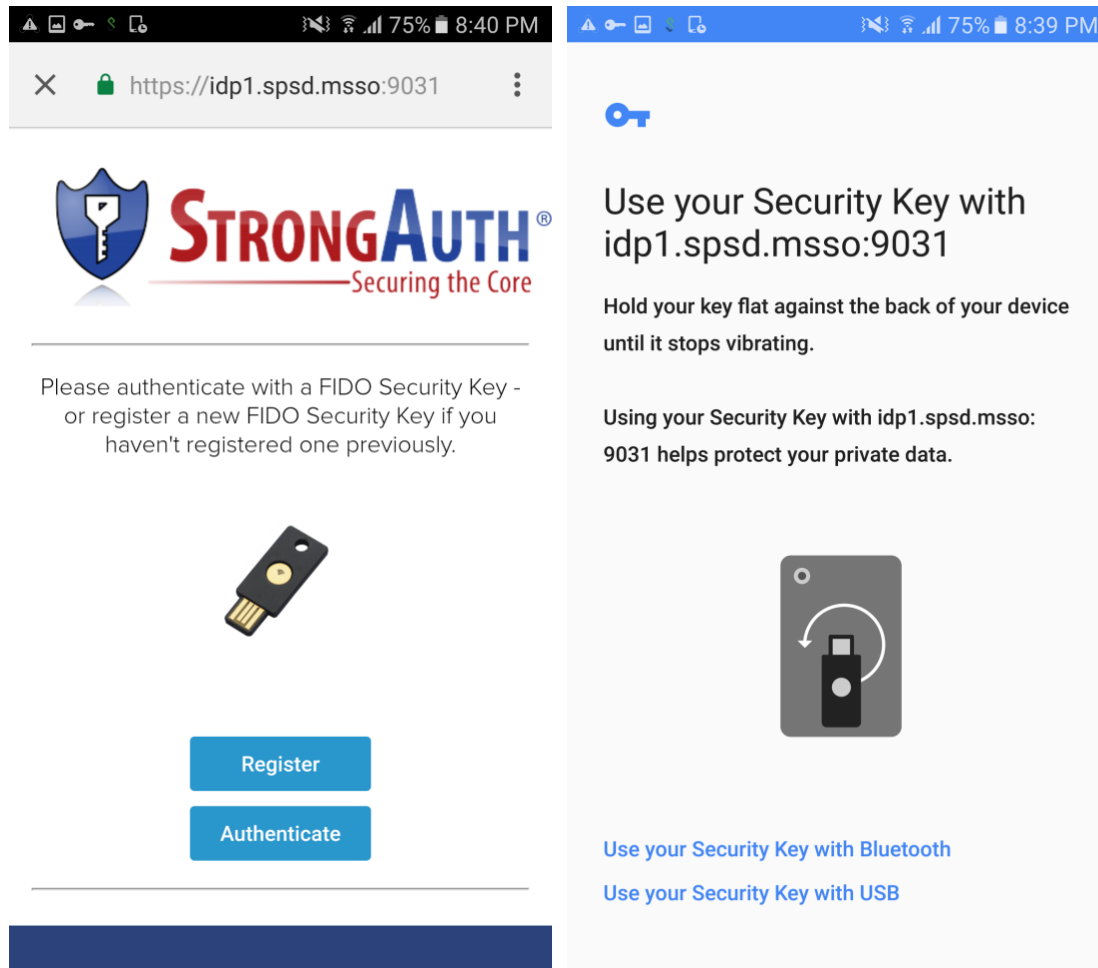 75% 8:40 PM
https://idp1.spsd.msso:9031
STRONGAUTH®
Securing the Core
Please authenticate with a FIDO Security Key -
or register a new FIDO Security Key if you
haven't registered one previously.
Register
Authenticate
75% 8:39 PM
Use your Security Key with
idp1.spsd.msso:9031
Hold your key flat against the back of your device
until it stops vibrating.
Using your Security Key with idp1.spsd.msso:
9031 helps protect your private data.
Use your Security Key with Bluetooth
Use your Security Key with USB